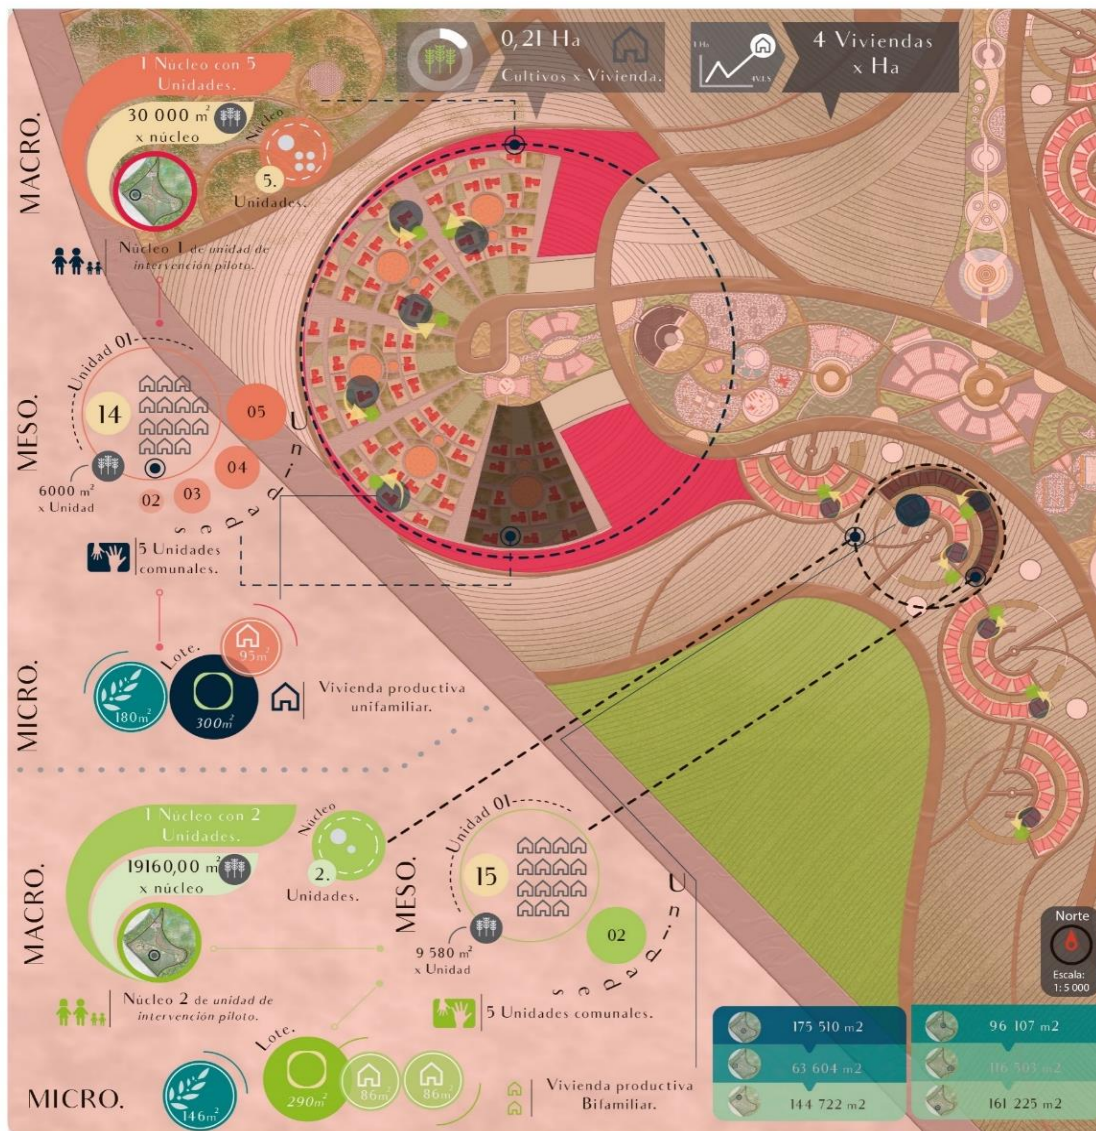 0,21 Ha
Cultivos x Vivienda.
1 Ha
4 Viviendas
x Ha
MACRO.
1 Núcleo con 5
Unidades.
30 000 m²
x núcleo
Núcleo
5.
Unidades.
Núcleo 1 de unidad de
intervención piloto.
MESO.
Unidad 01
14
6000 m²
x Unidad
02
03
04
05
Unidades
5 Unidades
comunales.
MICRO.
180m²
Lote.
300m²
95m²
Vivienda productiva
unifamiliar.
MACRO.
1 Núcleo con 2
Unidades.
19160,00 m²
x núcleo
Núcleo
2.
Unidades.
Núcleo 2 de unidad de
intervención piloto.
MESO.
Unidad 01
15
9 580 m²
x Unidad
02
Unidades
5 Unidades comunales.
MICRO.
146m²
Lote.
290m²
86m²
86m²
Vivienda productiva
Bifamiliar.
Norte
Escala:
1: 5 000
175 510 m2
63 604 m2
144 722 m2
96 107 m2
161 225 m2